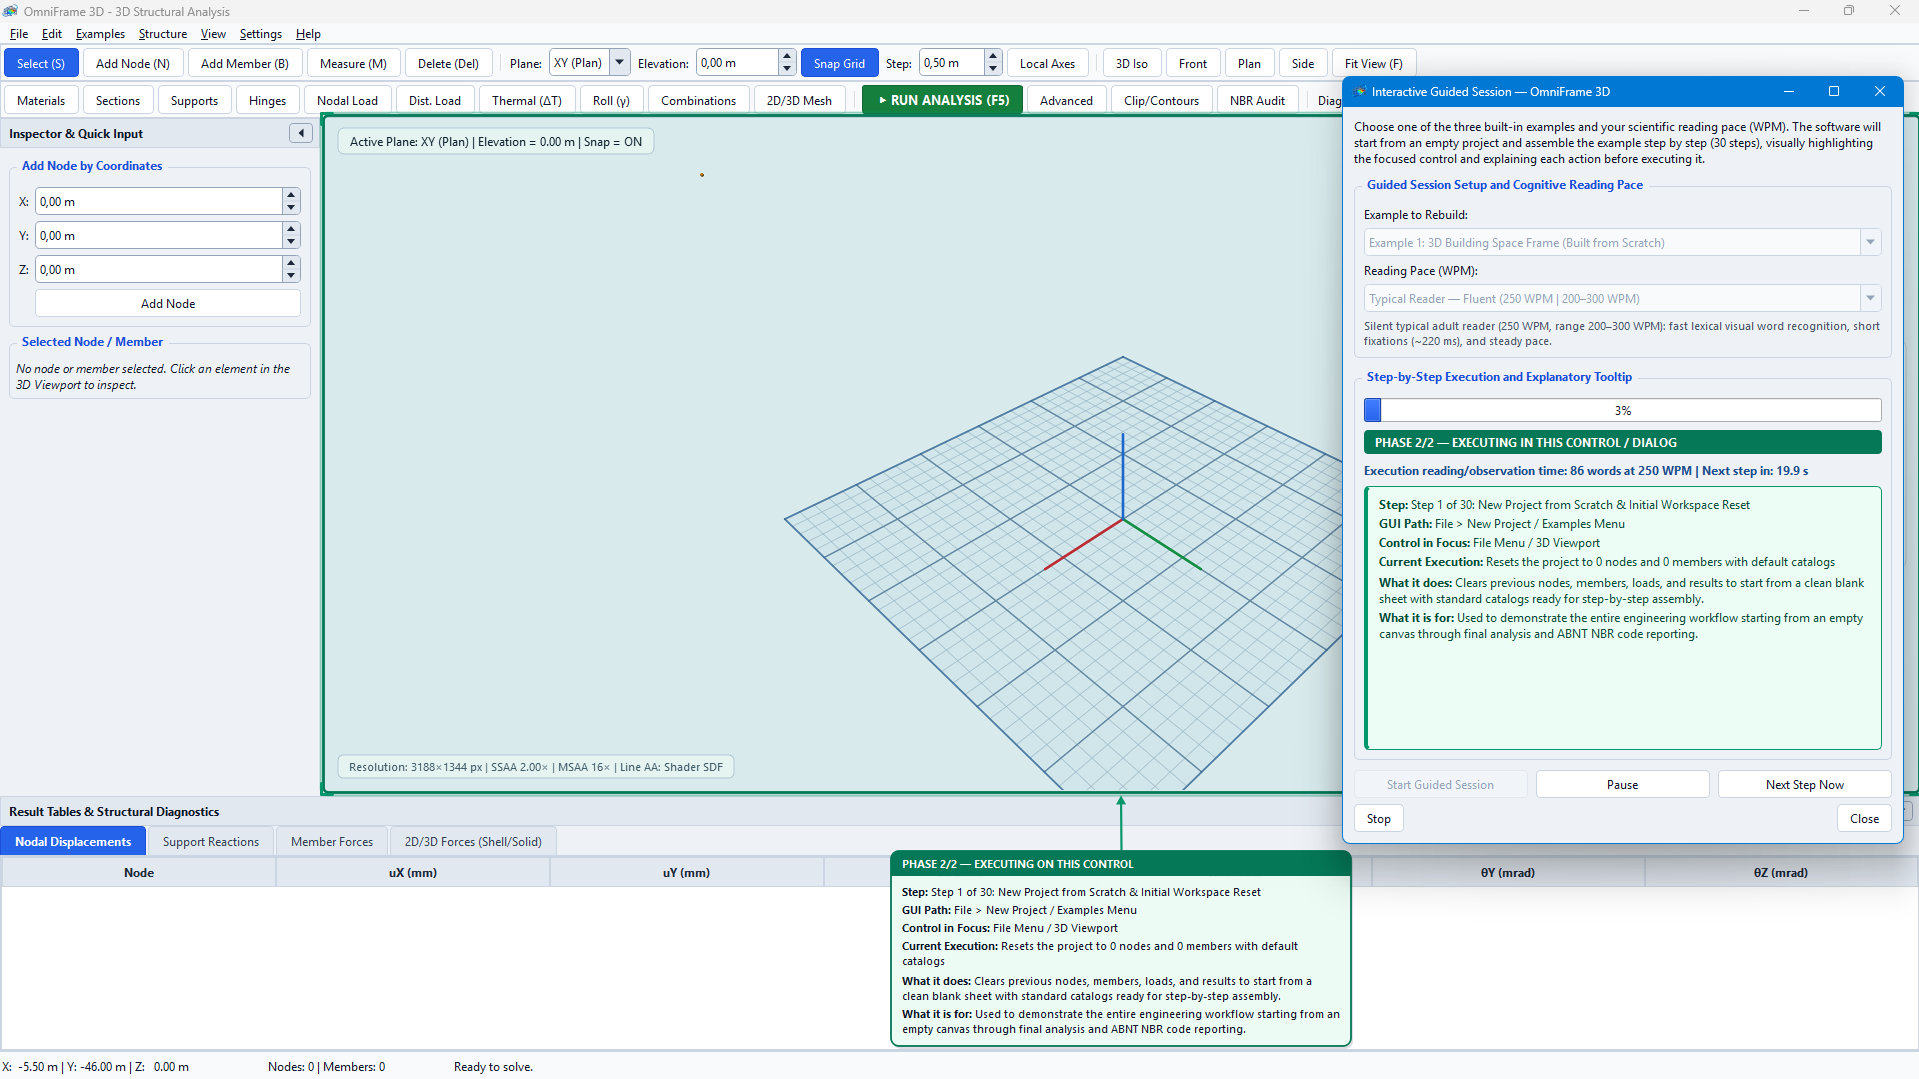 OmniFrame 3D - 3D Structural Analysis
File Edit Examples Structure View Settings Help
Select (S) Add Node (N) Add Member (B) Measure (M) Delete (Del) Plane: XY (Plan) Elevation: 0,00 m Snap Grid Step: 0,50 m Local Axes 3D Iso Front Plan Side Fit View (F)
Materials Sections Supports Hinges Nodal Load Dist. Load Thermal (ΔT) Roll (γ) Combinations 2D/3D Mesh ▸ RUN ANALYSIS (F5) Advanced Clip/Contours NBR Audit Diag
Inspector & Quick Input
Add Node by Coordinates
X: 0,00 m
Y: 0,00 m
Z: 0,00 m
Add Node
Selected Node / Member
No node or member selected. Click an element in the
3D Viewport to inspect.
Active Plane: XY (Plan) | Elevation = 0.00 m | Snap = ON
Resolution: 3188×1344 px | SSAA 2.00× | MSAA 16× | Line AA: Shader SDF
Interactive Guided Session — OmniFrame 3D
Choose one of the three built-in examples and your scientific reading pace (WPM). The software will
start from an empty project and assemble the example step by step (30 steps), visually highlighting
the focused control and explaining each action before executing it.
Guided Session Setup and Cognitive Reading Pace
Example to Rebuild:
Example 1: 3D Building Space Frame (Built from Scratch)
Reading Pace (WPM):
Typical Reader — Fluent (250 WPM | 200–300 WPM)
Silent typical adult reader (250 WPM, range 200–300 WPM): fast lexical visual word recognition, short
fixations (~220 ms), and steady pace.
Step-by-Step Execution and Explanatory Tooltip
3%
PHASE 2/2 — EXECUTING IN THIS CONTROL / DIALOG
Execution reading/observation time: 86 words at 250 WPM | Next step in: 19.9 s
Step: Step 1 of 30: New Project from Scratch & Initial Workspace Reset
GUI Path: File > New Project / Examples Menu
Control in Focus: File Menu / 3D Viewport
Current Execution: Resets the project to 0 nodes and 0 members with default catalogs
What it does: Clears previous nodes, members, loads, and results to start from a clean blank
sheet with standard catalogs ready for step-by-step assembly.
What it is for: Used to demonstrate the entire engineering workflow starting from an empty
canvas through final analysis and ABNT NBR code reporting.
Start Guided Session Pause Next Step Now
Stop Close
Result Tables & Structural Diagnostics
Nodal Displacements Support Reactions Member Forces 2D/3D Forces (Shell/Solid)
Node uX (mm) uY (mm) θY (mrad) θZ (mrad)
PHASE 2/2 — EXECUTING ON THIS CONTROL
Step: Step 1 of 30: New Project from Scratch & Initial Workspace Reset
GUI Path: File > New Project / Examples Menu
Control in Focus: File Menu / 3D Viewport
Current Execution: Resets the project to 0 nodes and 0 members with default
catalogs
What it does: Clears previous nodes, members, loads, and results to start from a
clean blank sheet with standard catalogs ready for step-by-step assembly.
What it is for: Used to demonstrate the entire engineering workflow starting from an
empty canvas through final analysis and ABNT NBR code reporting.
X: -5.50 m | Y: -46.00 m | Z: 0.00 m Nodes: 0 | Members: 0 Ready to solve.